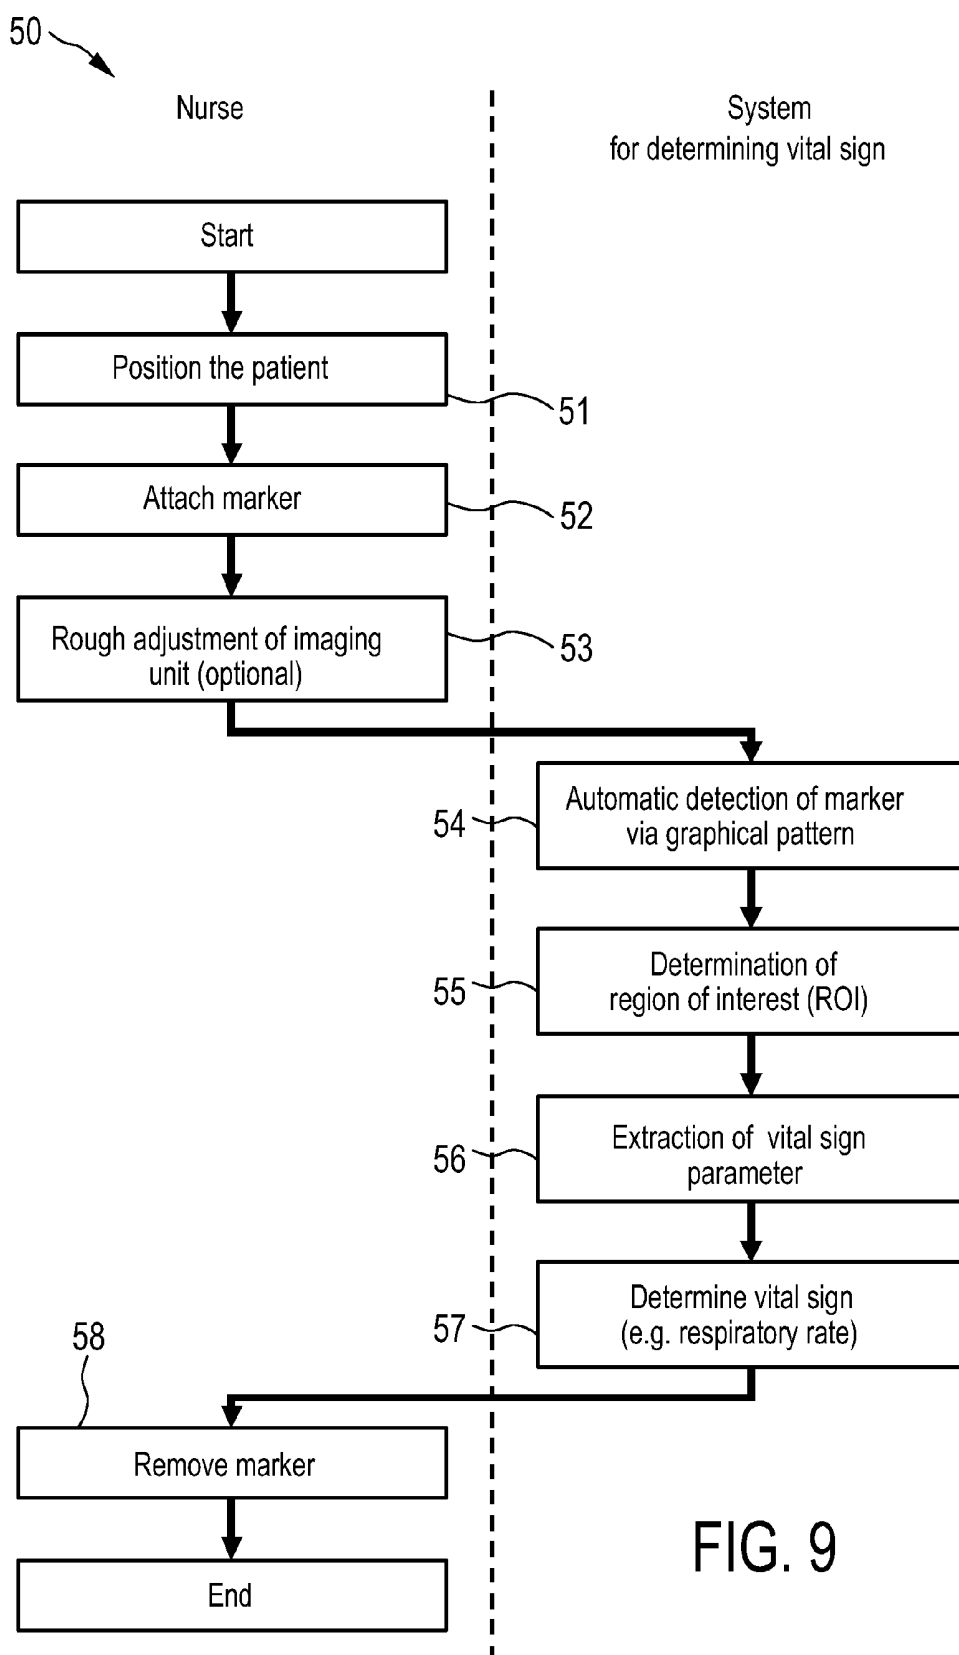 50
Nurse
System
for determining vital sign
Start
Position the patient
51
Attach marker
52
Rough adjustment of imaging
unit (optional)
53
Automatic detection of marker
via graphical pattern
54
Determination of
region of interest (ROI)
55
Extraction of vital sign
parameter
56
Determine vital sign
(e.g. respiratory rate)
57
58
Remove marker
End
FIG. 9